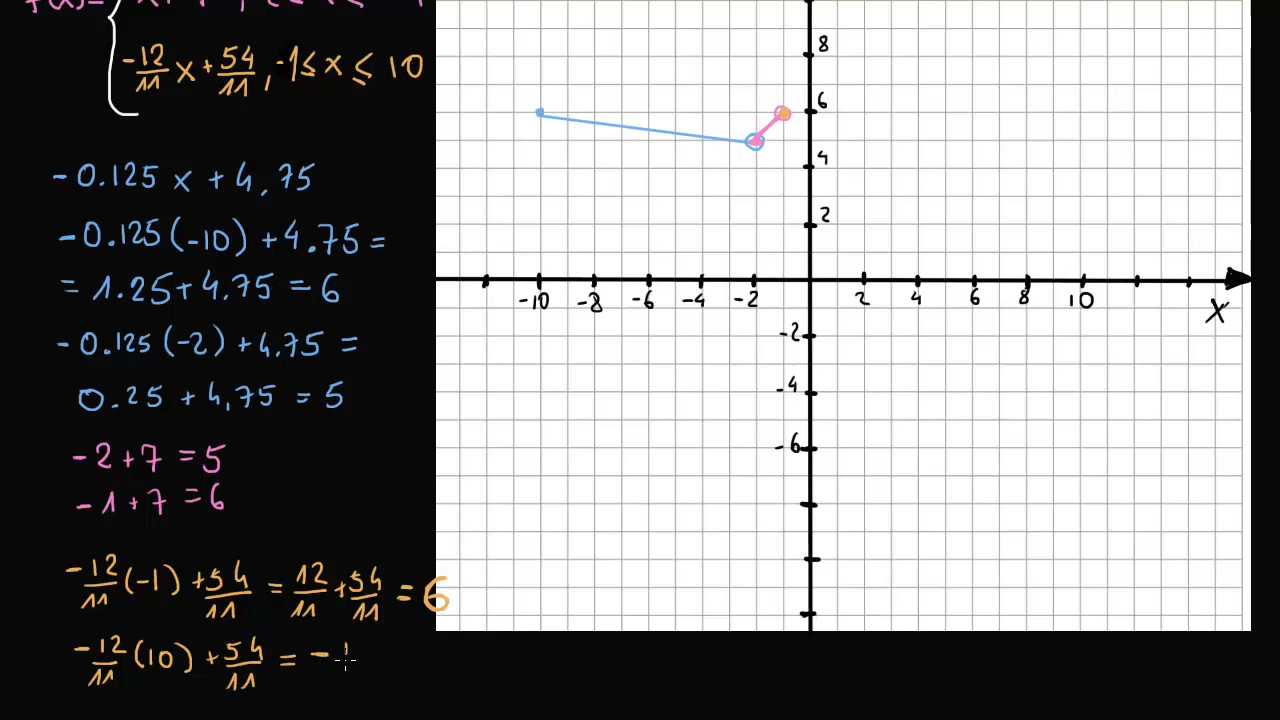 -12/11 x + 54/11, -1 ≤ x ≤ 10
-0.125 x + 4,75
-0.125(-10) + 4.75 =
= 1.25 + 4.75 = 6
-0.125(-2) + 4.75 =
0.25 + 4,75 = 5
-2 + 7 = 5
-1 + 7 = 6
-12/11 (-1) + 54/11 = 12/11 + 54/11 = 6
-12/11 (10) + 54/11 = -
8
6
4
2
-10 -8 -6 -4 -2 2 4 6 8 10
X
-2
-4
-6